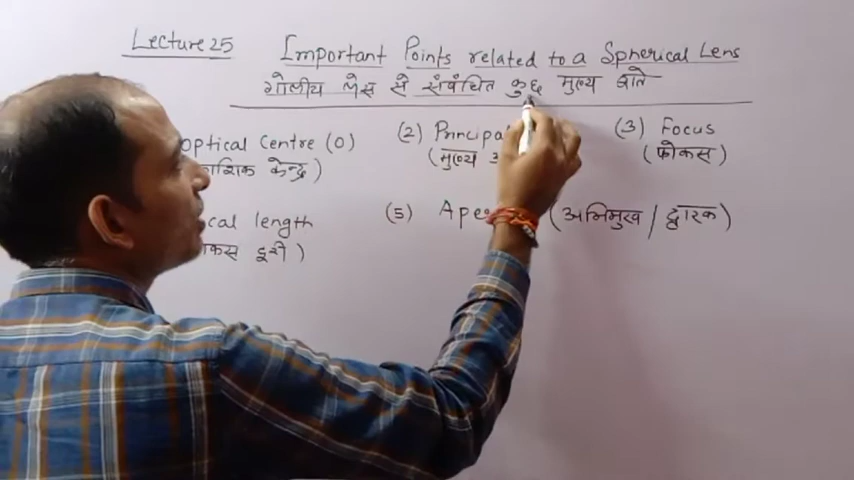 Lecture 25 Important Points related to a Spherical Lens
गोलीय लेंस से संबंधित कुछ मुख्य बातें
optical Centre (O) (2) Principa (3) Focus
ाशिक केन्द्र) (मुख्य (फोकस)
cal length (5) Ape (अभिमुख / द्वारक)
कस दूरी )